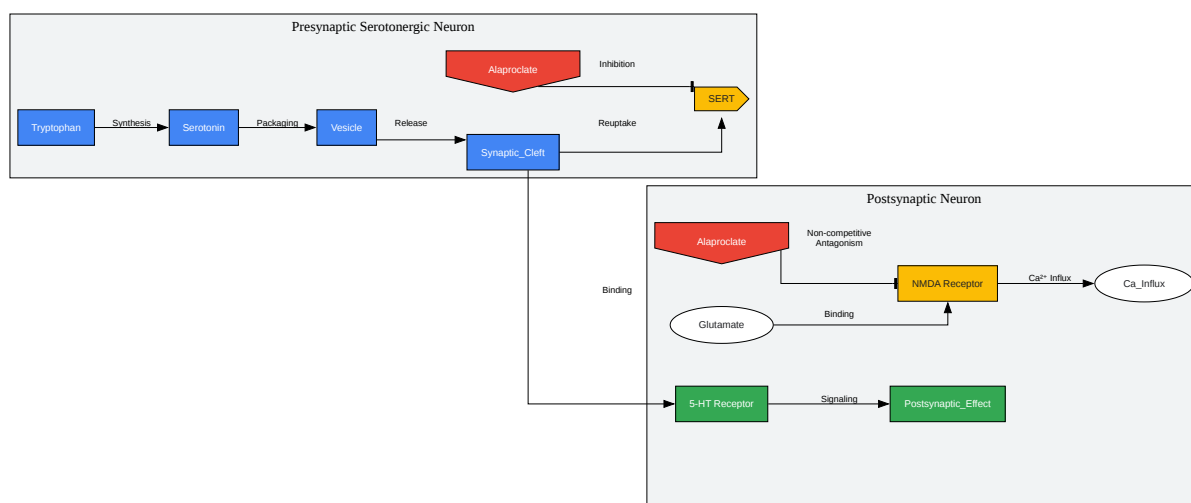 Presynaptic Serotonergic Neuron
Alaproclate
Inhibition
SERT
Tryptophan
Synthesis
Serotonin
Packaging
Vesicle
Release
Synaptic_Cleft
Reuptake
Postsynaptic Neuron
Alaproclate
Non-competitive
Antagonism
NMDA Receptor
Ca²⁺ Influx
Ca_Influx
Binding
Glutamate
Binding
5-HT Receptor
Signaling
Postsynaptic_Effect